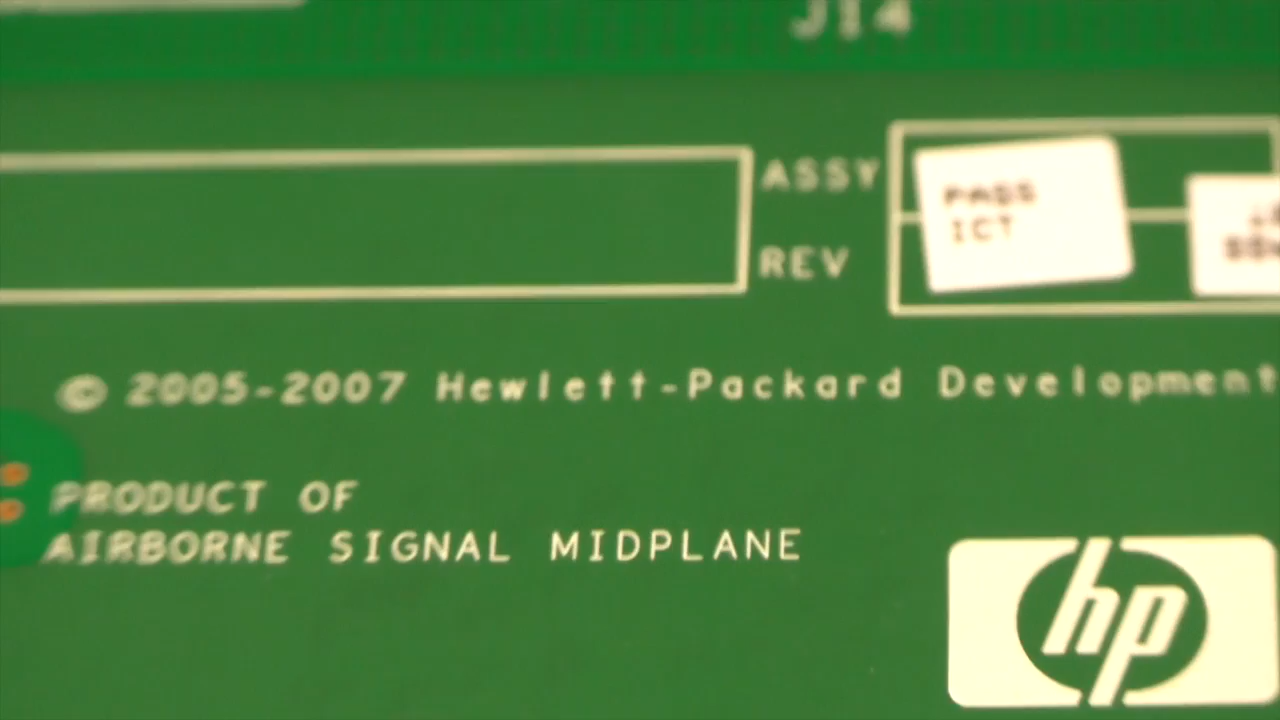 J14
ASSY
REV
PASS
ICT
© 2005-2007 Hewlett-Packard Development
PRODUCT OF
AIRBORNE SIGNAL MIDPLANE
hp